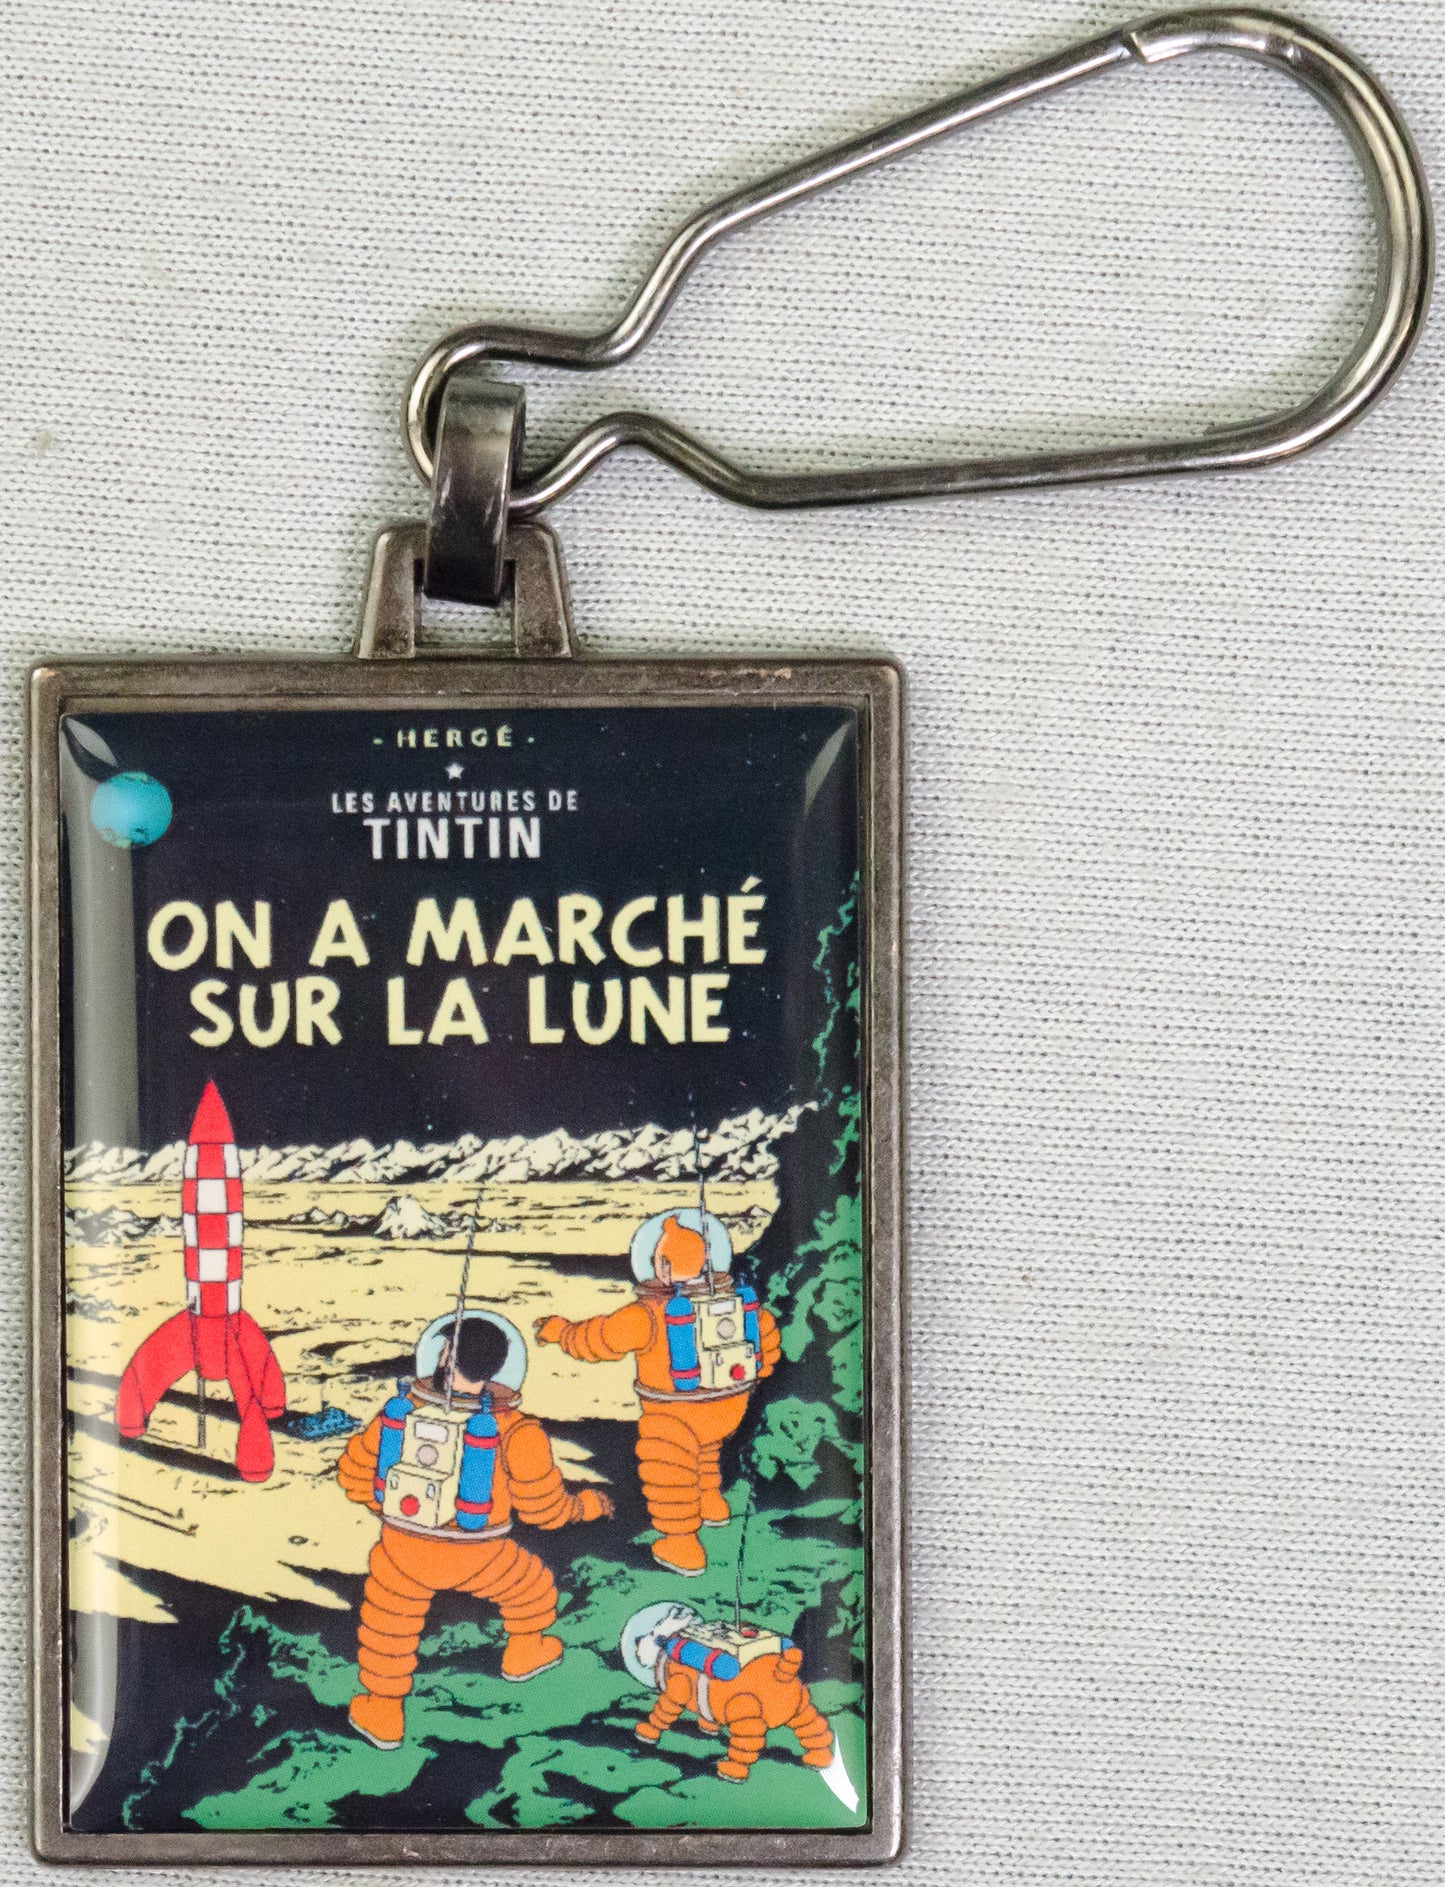 - HERGÉ -
LES AVENTURES DE
TINTIN
ON A MARCHÉ
SUR LA LUNE